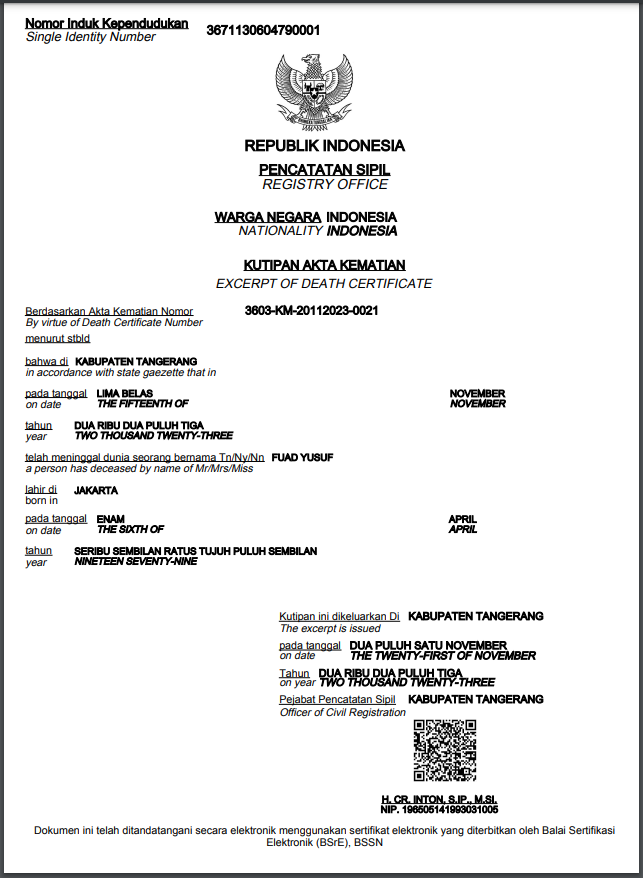 Nomor Induk Kependudukan 3671130604790001
Single Identity Number
REPUBLIK INDONESIA
PENCATATAN SIPIL
REGISTRY OFFICE
WARGA NEGARA INDONESIA
NATIONALITY INDONESIA
KUTIPAN AKTA KEMATIAN
EXCERPT OF DEATH CERTIFICATE
Berdasarkan Akta Kematian Nomor 3603-KM-20112023-0021
By virtue of Death Certificate Number
menurut stbld
bahwa di KABUPATEN TANGERANG
in accordance with state gaezette that in
pada tanggal LIMA BELAS NOVEMBER
on date THE FIFTEENTH OF NOVEMBER
tahun DUA RIBU DUA PULUH TIGA
year TWO THOUSAND TWENTY-THREE
telah meninggal dunia seorang bernama Tn/Ny/Nn FUAD YUSUF
a person has deceased by name of Mr/Mrs/Miss
lahir di JAKARTA
born in
pada tanggal ENAM APRIL
on date THE SIXTH OF APRIL
tahun SERIBU SEMBILAN RATUS TUJUH PULUH SEMBILAN
year NINETEEN SEVENTY-NINE
Kutipan ini dikeluarkan Di KABUPATEN TANGERANG
The excerpt is issued
pada tanggal DUA PULUH SATU NOVEMBER
on date THE TWENTY-FIRST OF NOVEMBER
Tahun DUA RIBU DUA PULUH TIGA
on year TWO THOUSAND TWENTY-THREE
Pejabat Pencatatan Sipil KABUPATEN TANGERANG
Officer of Civil Registration
H. CR. INTON, S.IP., M.SI.
NIP. 196505141993031005
Dokumen ini telah ditandatangani secara elektronik menggunakan sertifikat elektronik yang diterbitkan oleh Balai Sertifikasi
Elektronik (BSrE), BSSN